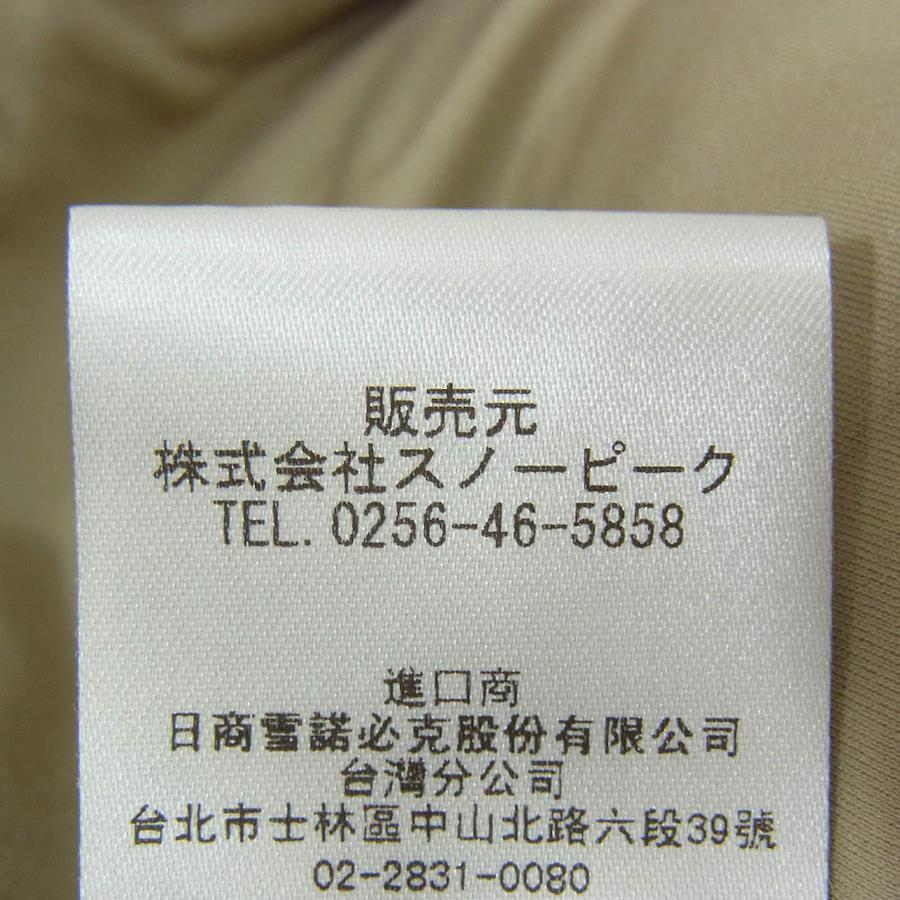 販売元
株式会社スノーピーク
TEL. 0256-46-5858
進口商
日商雪諾必克股份有限公司
台灣分公司
台北市士林區中山北路六段39號
02-2831-0080